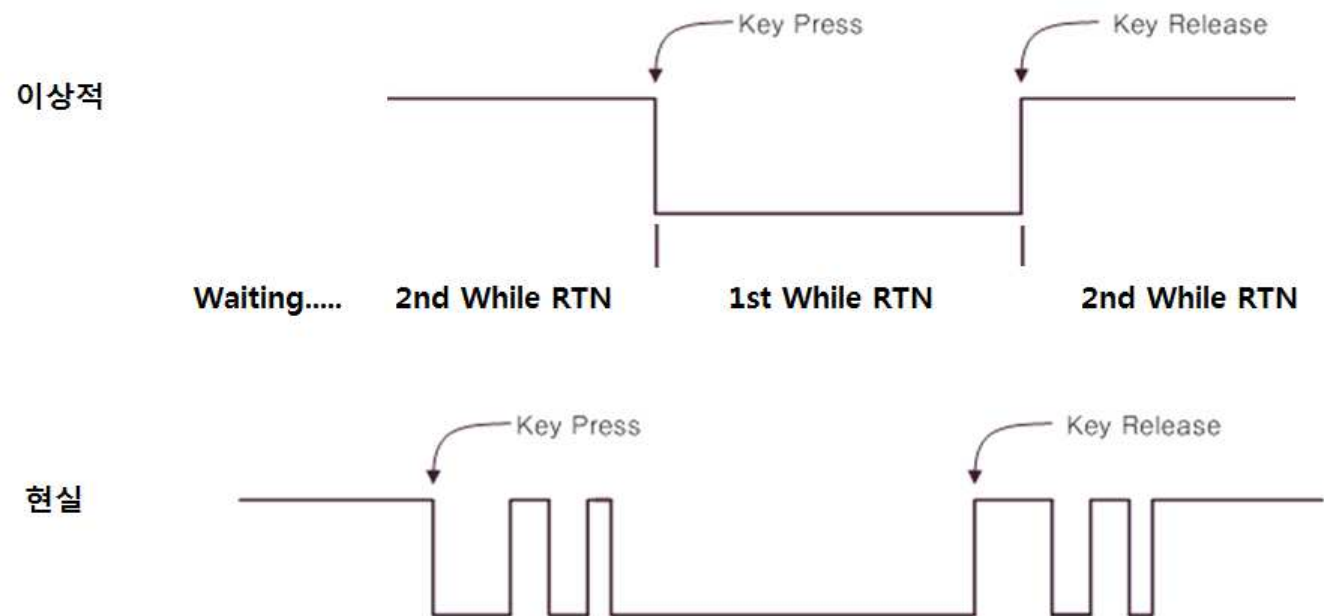 Key Press
Key Release
이상적
Waiting..... 2nd While RTN 1st While RTN 2nd While RTN
Key Press
Key Release
현실